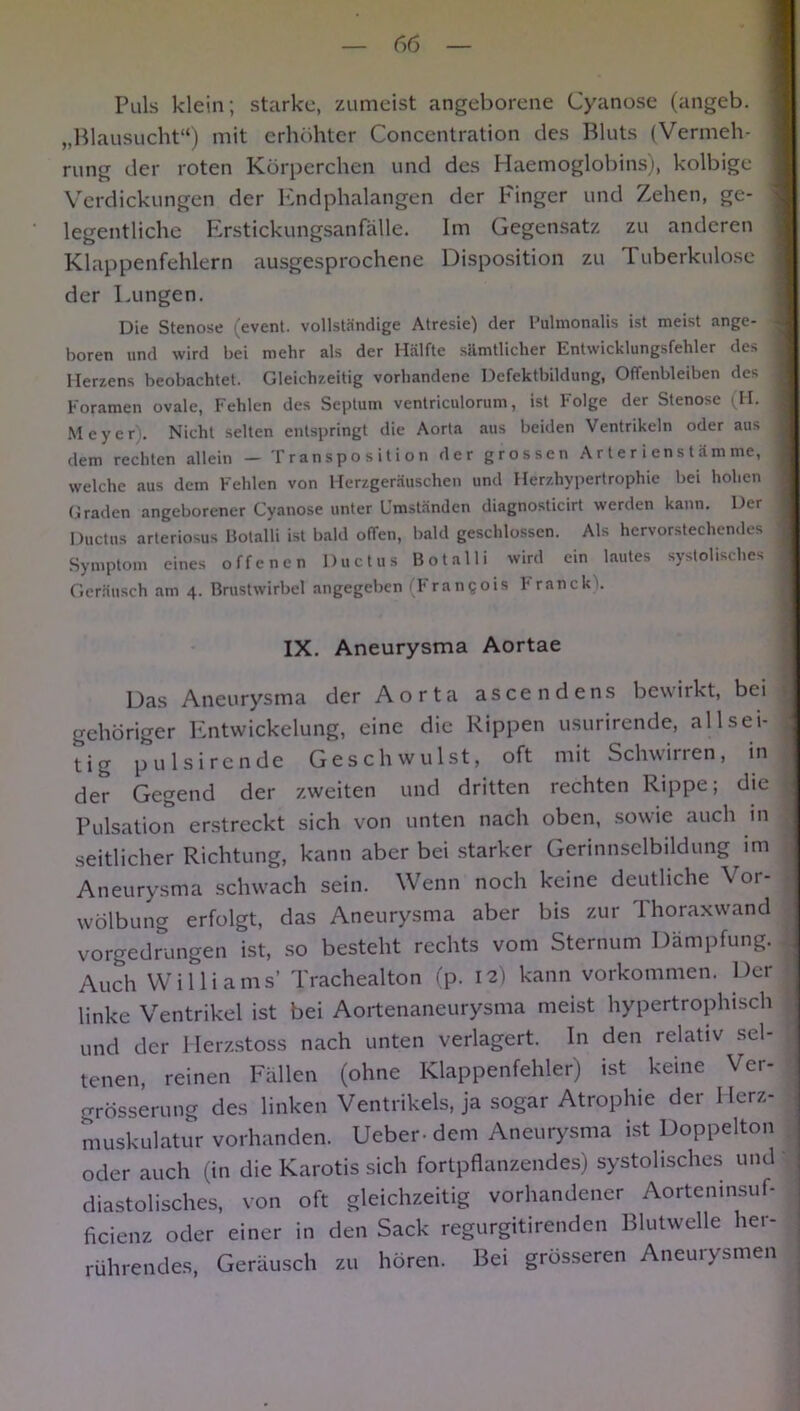 — 66 —
Puls klein; starke, zumeist angeborene Cyanose (angeb.
„Blausucht“) mit erhöhter Concentration des Bluts (Vermeh-
rung der roten Körperchen und des Haemoglobins), kolbige
Verdickungen der Endphalangen der Finger und Zehen, ge-
legentliche Erstickungsanfälle. Im Gegensatz zu anderen
Klappenfehlern ausgesprochene Disposition zu Tuberkulose
der Lungen.
Die Stenose (event. vollständige Atresie) der Pulmonalis ist meist ange-
boren und wird bei mehr als der Hälfte sämtlicher Entwicklungsfehler des
Herzens beobachtet. Gleichzeitig vorhandene Defektbildung, Offenbleiben des
Foramen ovale, Fehlen des Septum ventriculorum, ist Folge der Stenose (H.
Meyer). Nicht selten entspringt die Aorta aus beiden Ventrikeln oder aus
dem rechten allein — Transposition der grossen Arterienstämme,
welche aus dem Fehlen von Herzgeräuschen und Herzhypertrophie bei hohen
Graden angeborener Cyanose unter Umständen diagnosticirt werden kann. Der
Ductus arteriosus Botalli ist bald offen, bald geschlossen. Als hervorstechendes
Symptom eines offenen Ductus Botalli wird ein lautes systolisches
Geräusch am 4. Brustwirbel angegeben (François Franck).
IX. Aneurysma Aortae
Das Aneurysma der Aorta ascendens bewirkt, bei
gehöriger Entwickelung, eine die Rippen usurirende, allsei-
tig pulsirende Geschwulst, oft mit Schwirren, in
der Gegend der zweiten und dritten rechten Rippe; die
Pulsation erstreckt sich von unten nach oben, sowie auch in
seitlicher Richtung, kann aber bei starker Gerinnselbildung im
Aneurysma schwach sein. Wenn noch keine deutliche Vor-
wölbung erfolgt, das Aneurysma aber bis zur Thoraxwand
vorgedrungen ist, so besteht rechts vom Sternum Dämpfung.
Auch Williams’ Trachealton (p. 12) kann vorkommen. Der
linke Ventrikel ist bei Aortenaneurysma meist hypertrophisch
und der Herzstoss nach unten verlagert. In den relativ sel-
tenen, reinen Fällen (ohne Klappenfehler) ist keine Ver-
grösserung des linken Ventrikels, ja sogar Atrophie der Herz-
muskulatur vorhanden. Ueber dem Aneurysma ist Doppelton
oder auch (in die Karotis sich fortpflanzendes) systolisches und
diastolisches, von oft gleichzeitig vorhandener Aorteninsuf-
ficienz oder einer in den Sack regurgitirenden Blutwelle her-
rührendes, Geräusch zu hören. Bei grösseren Aneurysmen